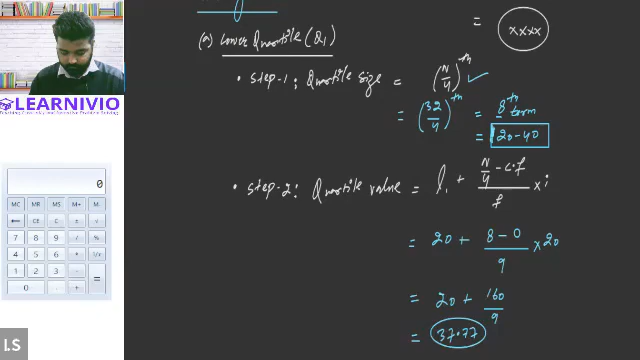 = xxxx
(a) Lower Quartile (Q1)
• Step-1: Quartile size = (N/4)^th ✓
= (32/4)^th = 8^th term
= 20-40
• Step-2: Quartile value = l₁ + (N/4 - c.f)/f × i
= 20 + (8 - 0)/9 × 20
= 20 + 160/9
= 37.77
LEARNIVIO
0
MC MR MS M+ M-
← CE C ± √
7 8 9 / %
4 5 6 * 1/x
1 2 3 - =
0 . +
I.S